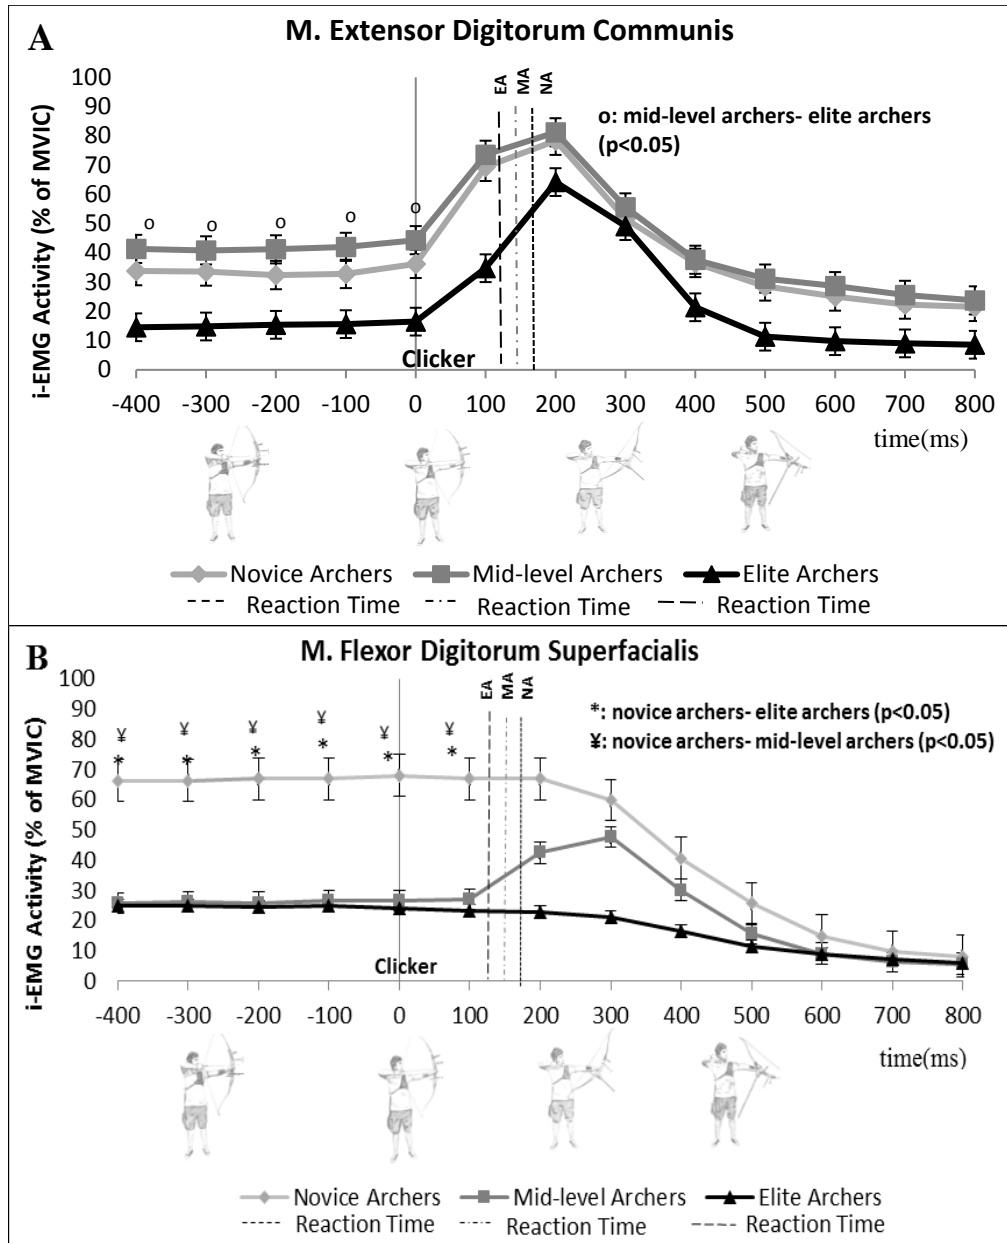 A
M. Extensor Digitorum Communis
i-EMG Activity (% of MVIC)
100
90
80
70
60
50
40
30
20
10
0
EA
MA
NA
o: mid-level archers- elite archers
(p<0.05)
o o o o o
Clicker
-400 -300 -200 -100 0 100 200 300 400 500 600 700 800
time(ms)
Novice Archers Mid-level Archers Elite Archers
Reaction Time Reaction Time Reaction Time
B
M. Flexor Digitorum Superfacialis
i-EMG Activity (% of MVIC)
100
90
80
70
60
50
40
30
20
10
0
EA
MA
NA
*: novice archers- elite archers (p<0.05)
¥: novice archers- mid-level archers (p<0.05)
¥ ¥ ¥ ¥ ¥ ¥
* * * * * *
Clicker
-400 -300 -200 -100 0 100 200 300 400 500 600 700 800
time(ms)
Novice Archers Mid-level Archers Elite Archers
Reaction Time Reaction Time Reaction Time